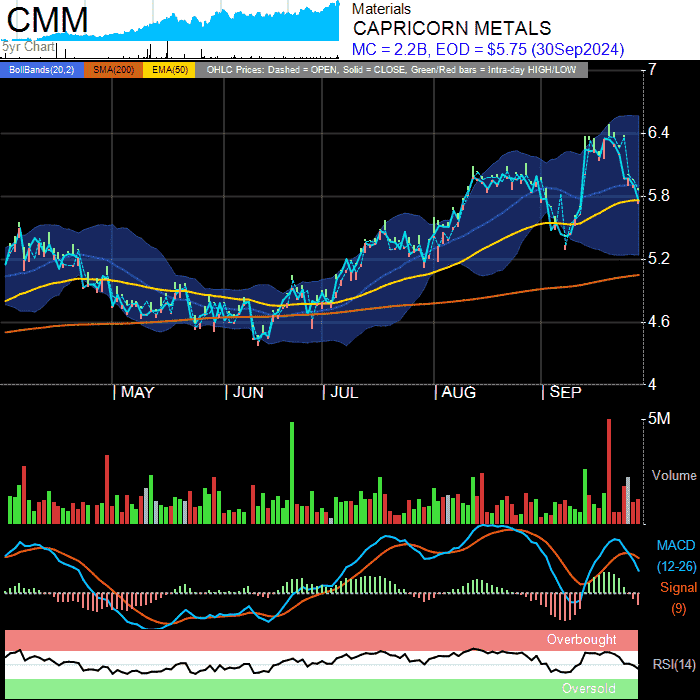 CMM
5yr Chart
Materials
CAPRICORN METALS
MC = 2.2B, EOD = $5.75 (30Sep2024)
BollBands(20,2) SMA(200) EMA(50) OHLC Prices: Dashed = OPEN, Solid = CLOSE, Green/Red bars = Intra-day HIGH/LOW
7
6.4
5.8
5.2
4.6
4
MAY JUN JUL AUG SEP
5M
Volume
MACD
(12-26)
Signal
(9)
Overbought
RSI(14)
Oversold